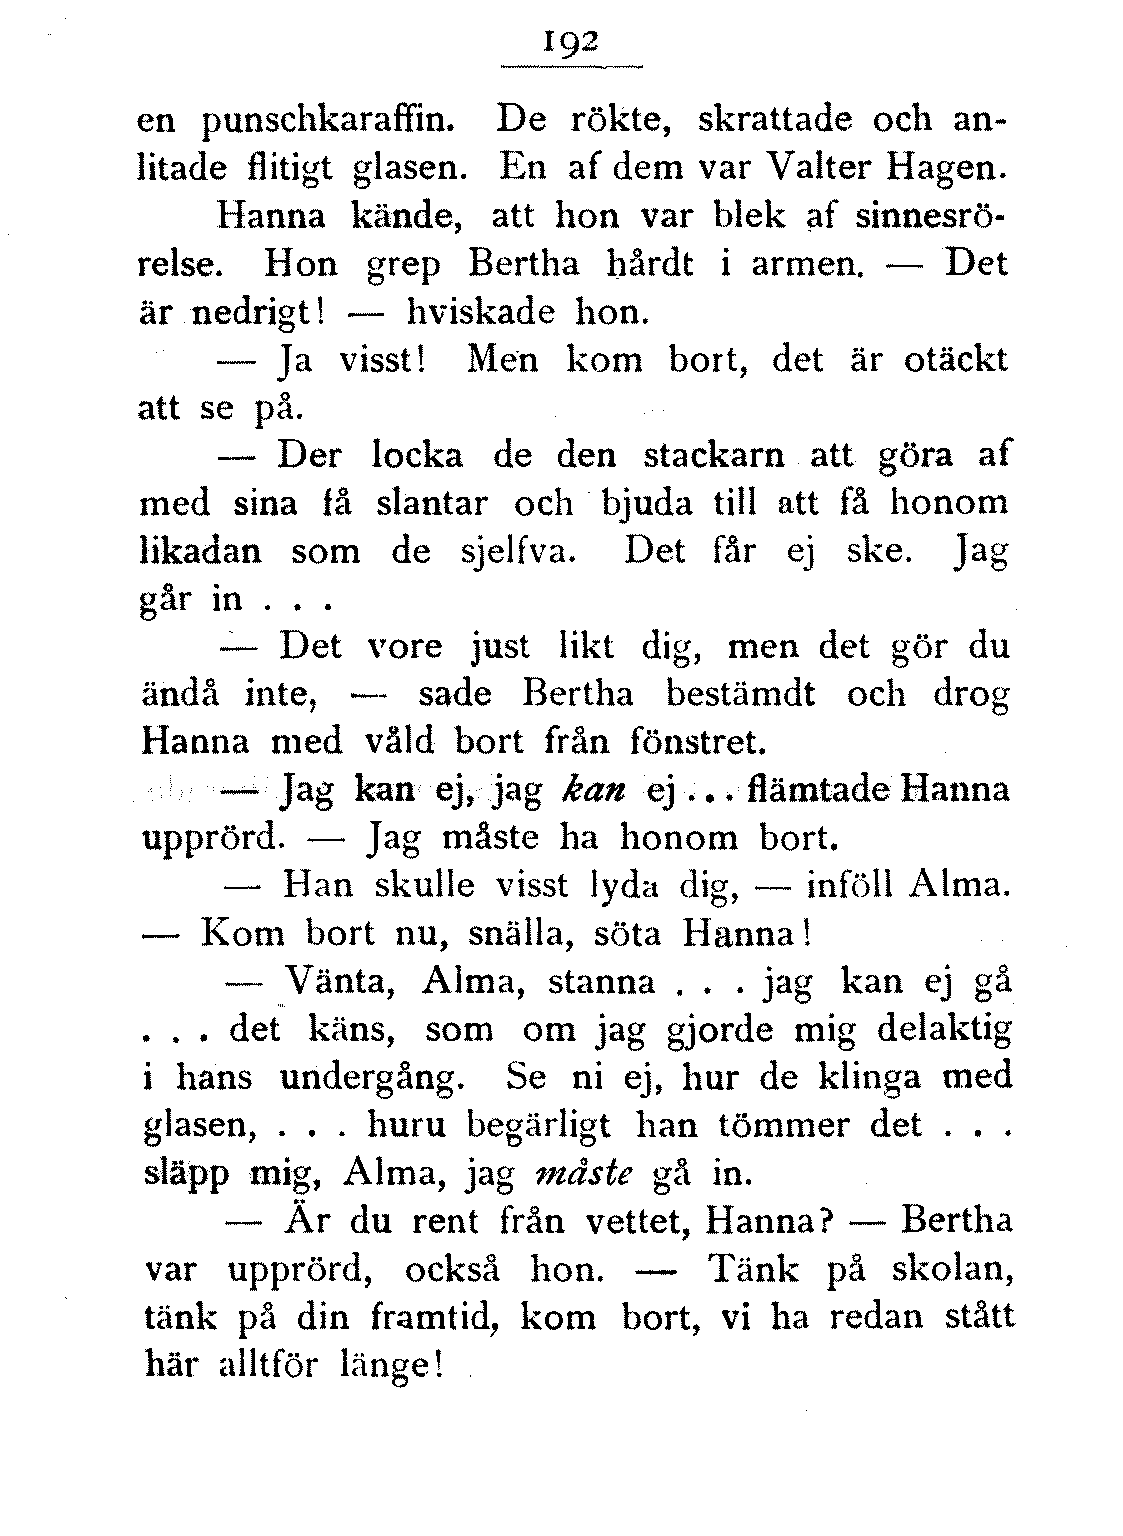 192
en punschkaraffin. De rökte, skrattade och an-
litade flitigt glasen. En af dem var Valter Hagen.
Hanna kände, att hon var blek af sinnesrö-
relse. Hon grep Bertha hårdt i armen. — Det
är nedrigt! — hviskade hon.
— Ja visst! Men kom bort, det är otäckt
att se på.
— Der locka de den stackarn att göra af
med sina få slantar och bjuda till att få honom
likadan som de sjelfva. Det får ej ske. Jag
går in . . .
— Det vore just likt dig, men det gör du
ändå inte, — sade Bertha bestämdt och drog
Hanna med våld bort från fönstret.
— Jag kan ej, jag kan ej . . . flämtade Hanna
upprörd. — Jag måste ha honom bort.
— Han skulle visst lyda dig, — inföll Alma.
— Kom bort nu, snälla, söta Hanna!
— Vänta, Alma, stanna . . . jag kan ej gå
. . . det käns, som om jag gjorde mig delaktig
i hans undergång. Se ni ej, hur de klinga med
glasen, . . . huru begärligt han tömmer det . . .
släpp mig, Alma, jag måste gå in.
— Är du rent från vettet, Hanna? — Bertha
var upprörd, också hon. — Tänk på skolan,
tänk på din framtid, kom bort, vi ha redan stått
här alltför länge!